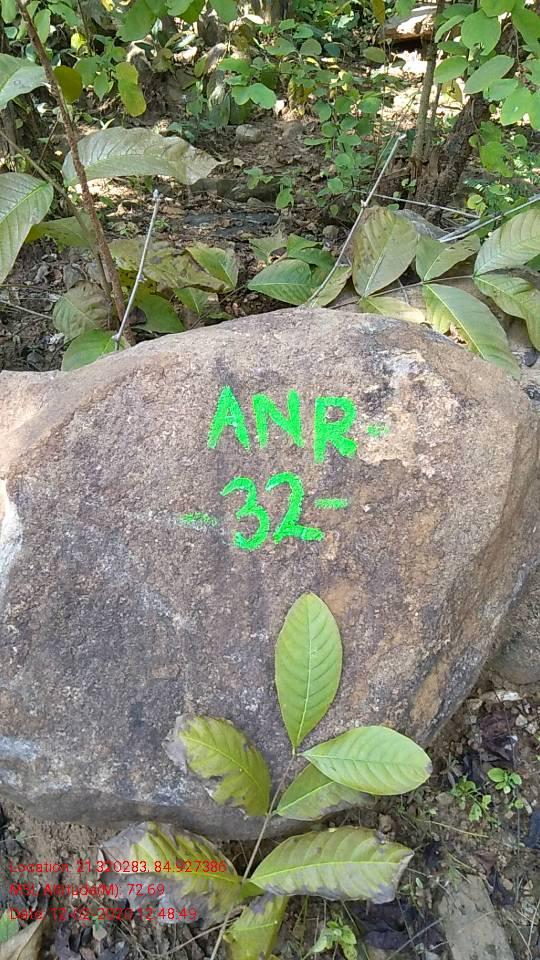 ANR-
-32-
Location: 21.320283, 84.927386
MSL Altitude(M): 72.69
Date: 12-02-2020 12:48:49